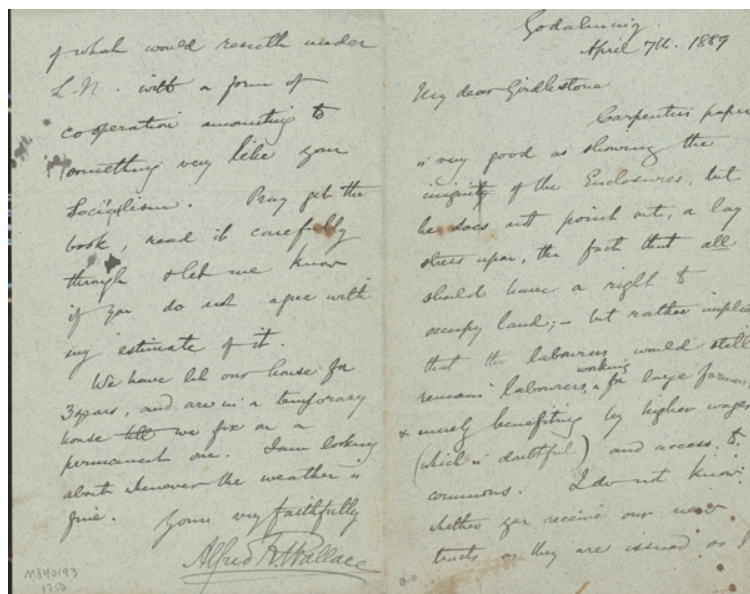 Godalming.
April 7th. 1889
My dear Girdlestone
Carpenters paper
is very good as showing the
iniquity of the Enclosures, but
he does not point out, or lay
stress upon, the fact that all
should have a right to
occupy land; - but rather implies
that the labourers would still
remain labourers, working for large farmers,
& merely benefiting by higher wages
(which is doubtful) and access to
commons. I do not know
whether you receive our new
tracts as they are issued so I
of what would result under
L.N. with a form of
cooperation amounting to
something very like your
Socialism. Pray get the
book, read it carefully
through & let me know
if you do not agree with
my estimate of it.
We have let our house for
3 years, and are in a temporary
house till we fix on a
permanent one. I am looking
about whenever the weather is
fine. Yours very faithfully
Alfred R. Wallace